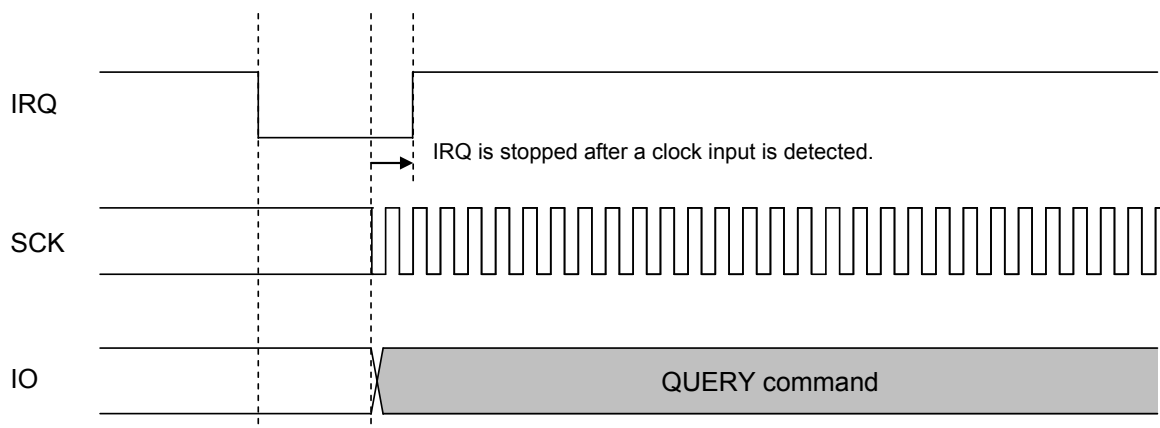 IRQ
IRQ is stopped after a clock input is detected.
SCK
IO
QUERY command